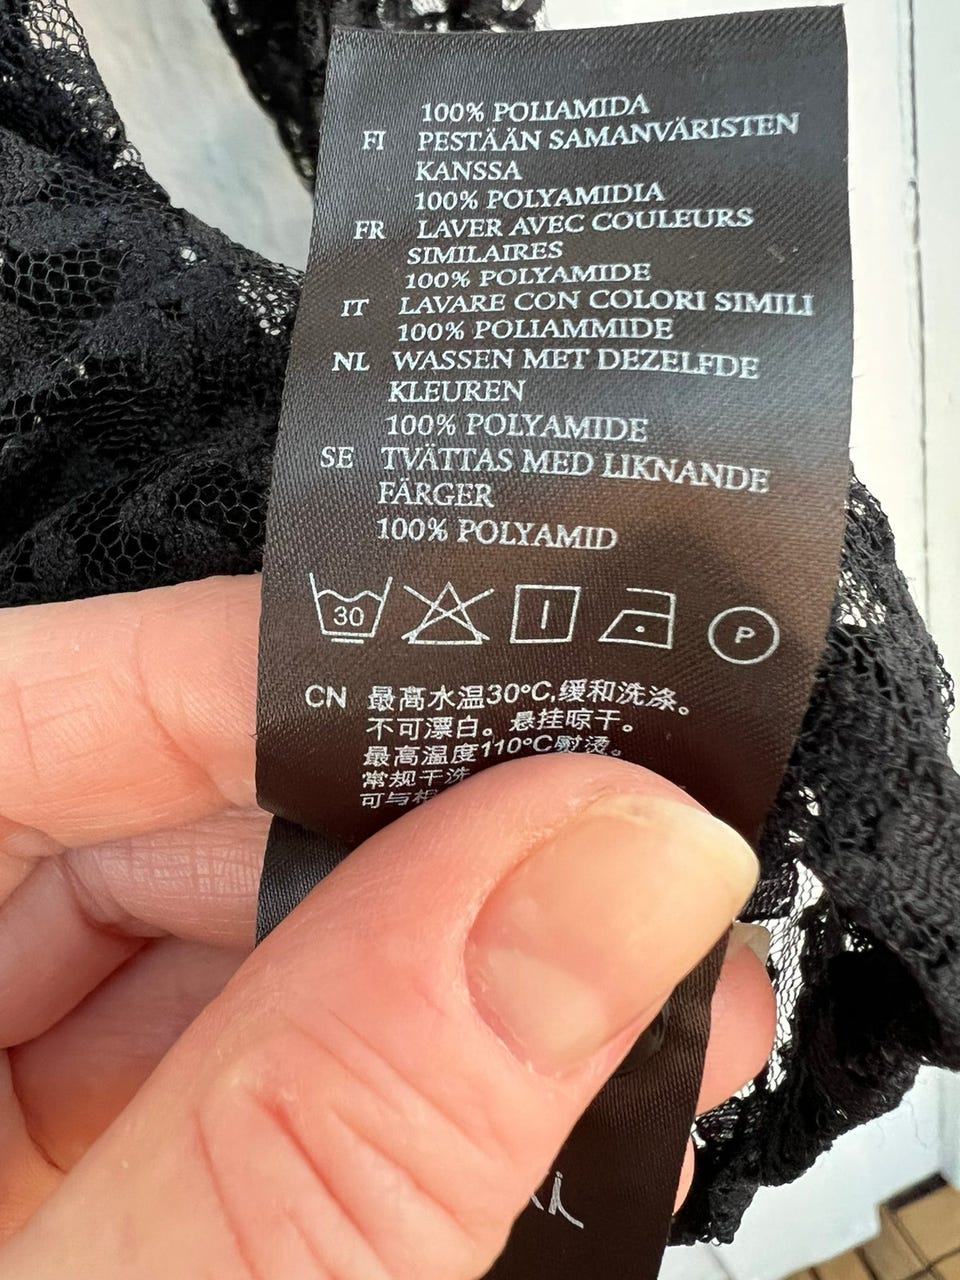 100% POLIAMIDA
FI PESTÄÄN SAMANVÄRISTEN
KANSSA
100% POLYAMIDIA
FR LAVER AVEC COULEURS
SIMILAIRES
100% POLYAMIDE
IT LAVARE CON COLORI SIMILI
100% POLIAMMIDE
NL WASSEN MET DEZELFDE
KLEUREN
100% POLYAMIDE
SE TVÄTTAS MED LIKNANDE
FÄRGER
100% POLYAMID
30 P
CN 最高水温30°C,缓和洗涤。
不可漂白。悬挂晾干。
最高温度110°C熨烫。
常规干洗
可与相